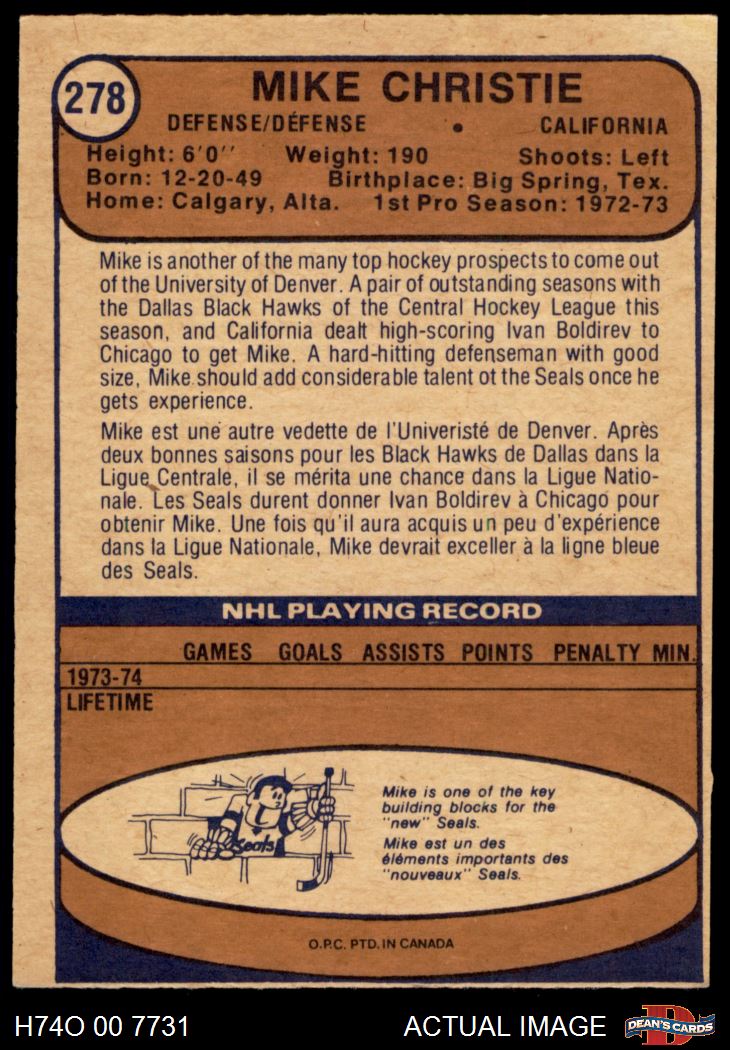 278
MIKE CHRISTIE
DEFENSE/DÉFENSE • CALIFORNIA
Height: 6'0'' Weight: 190 Shoots: Left
Born: 12-20-49 Birthplace: Big Spring, Tex.
Home: Calgary, Alta. 1st Pro Season: 1972-73
Mike is another of the many top hockey prospects to come out
of the University of Denver. A pair of outstanding seasons with
the Dallas Black Hawks of the Central Hockey League this
season, and California dealt high-scoring Ivan Boldirev to
Chicago to get Mike. A hard-hitting defenseman with good
size, Mike should add considerable talent ot the Seals once he
gets experience.
Mike est une autre vedette de l'Univeristé de Denver. Après
deux bonnes saisons pour les Black Hawks de Dallas dans la
Ligue Centrale, il se mérita une chance dans la Ligue Natio-
nale. Les Seals durent donner Ivan Boldirev à Chicago pour
obtenir Mike. Une fois qu'il aura acquis un peu d'expérience
dans la Ligue Nationale, Mike devrait exceller à la ligne bleue
des Seals.
NHL PLAYING RECORD
GAMES GOALS ASSISTS POINTS PENALTY MIN.
1973-74
LIFETIME
Seals
Mike is one of the key
building blocks for the
"new" Seals.
Mike est un des
éléments importants des
"nouveaux" Seals.
O.P.C. PTD. IN CANADA
H74O 00 7731 ACTUAL IMAGE
D
DEAN'S CARDS